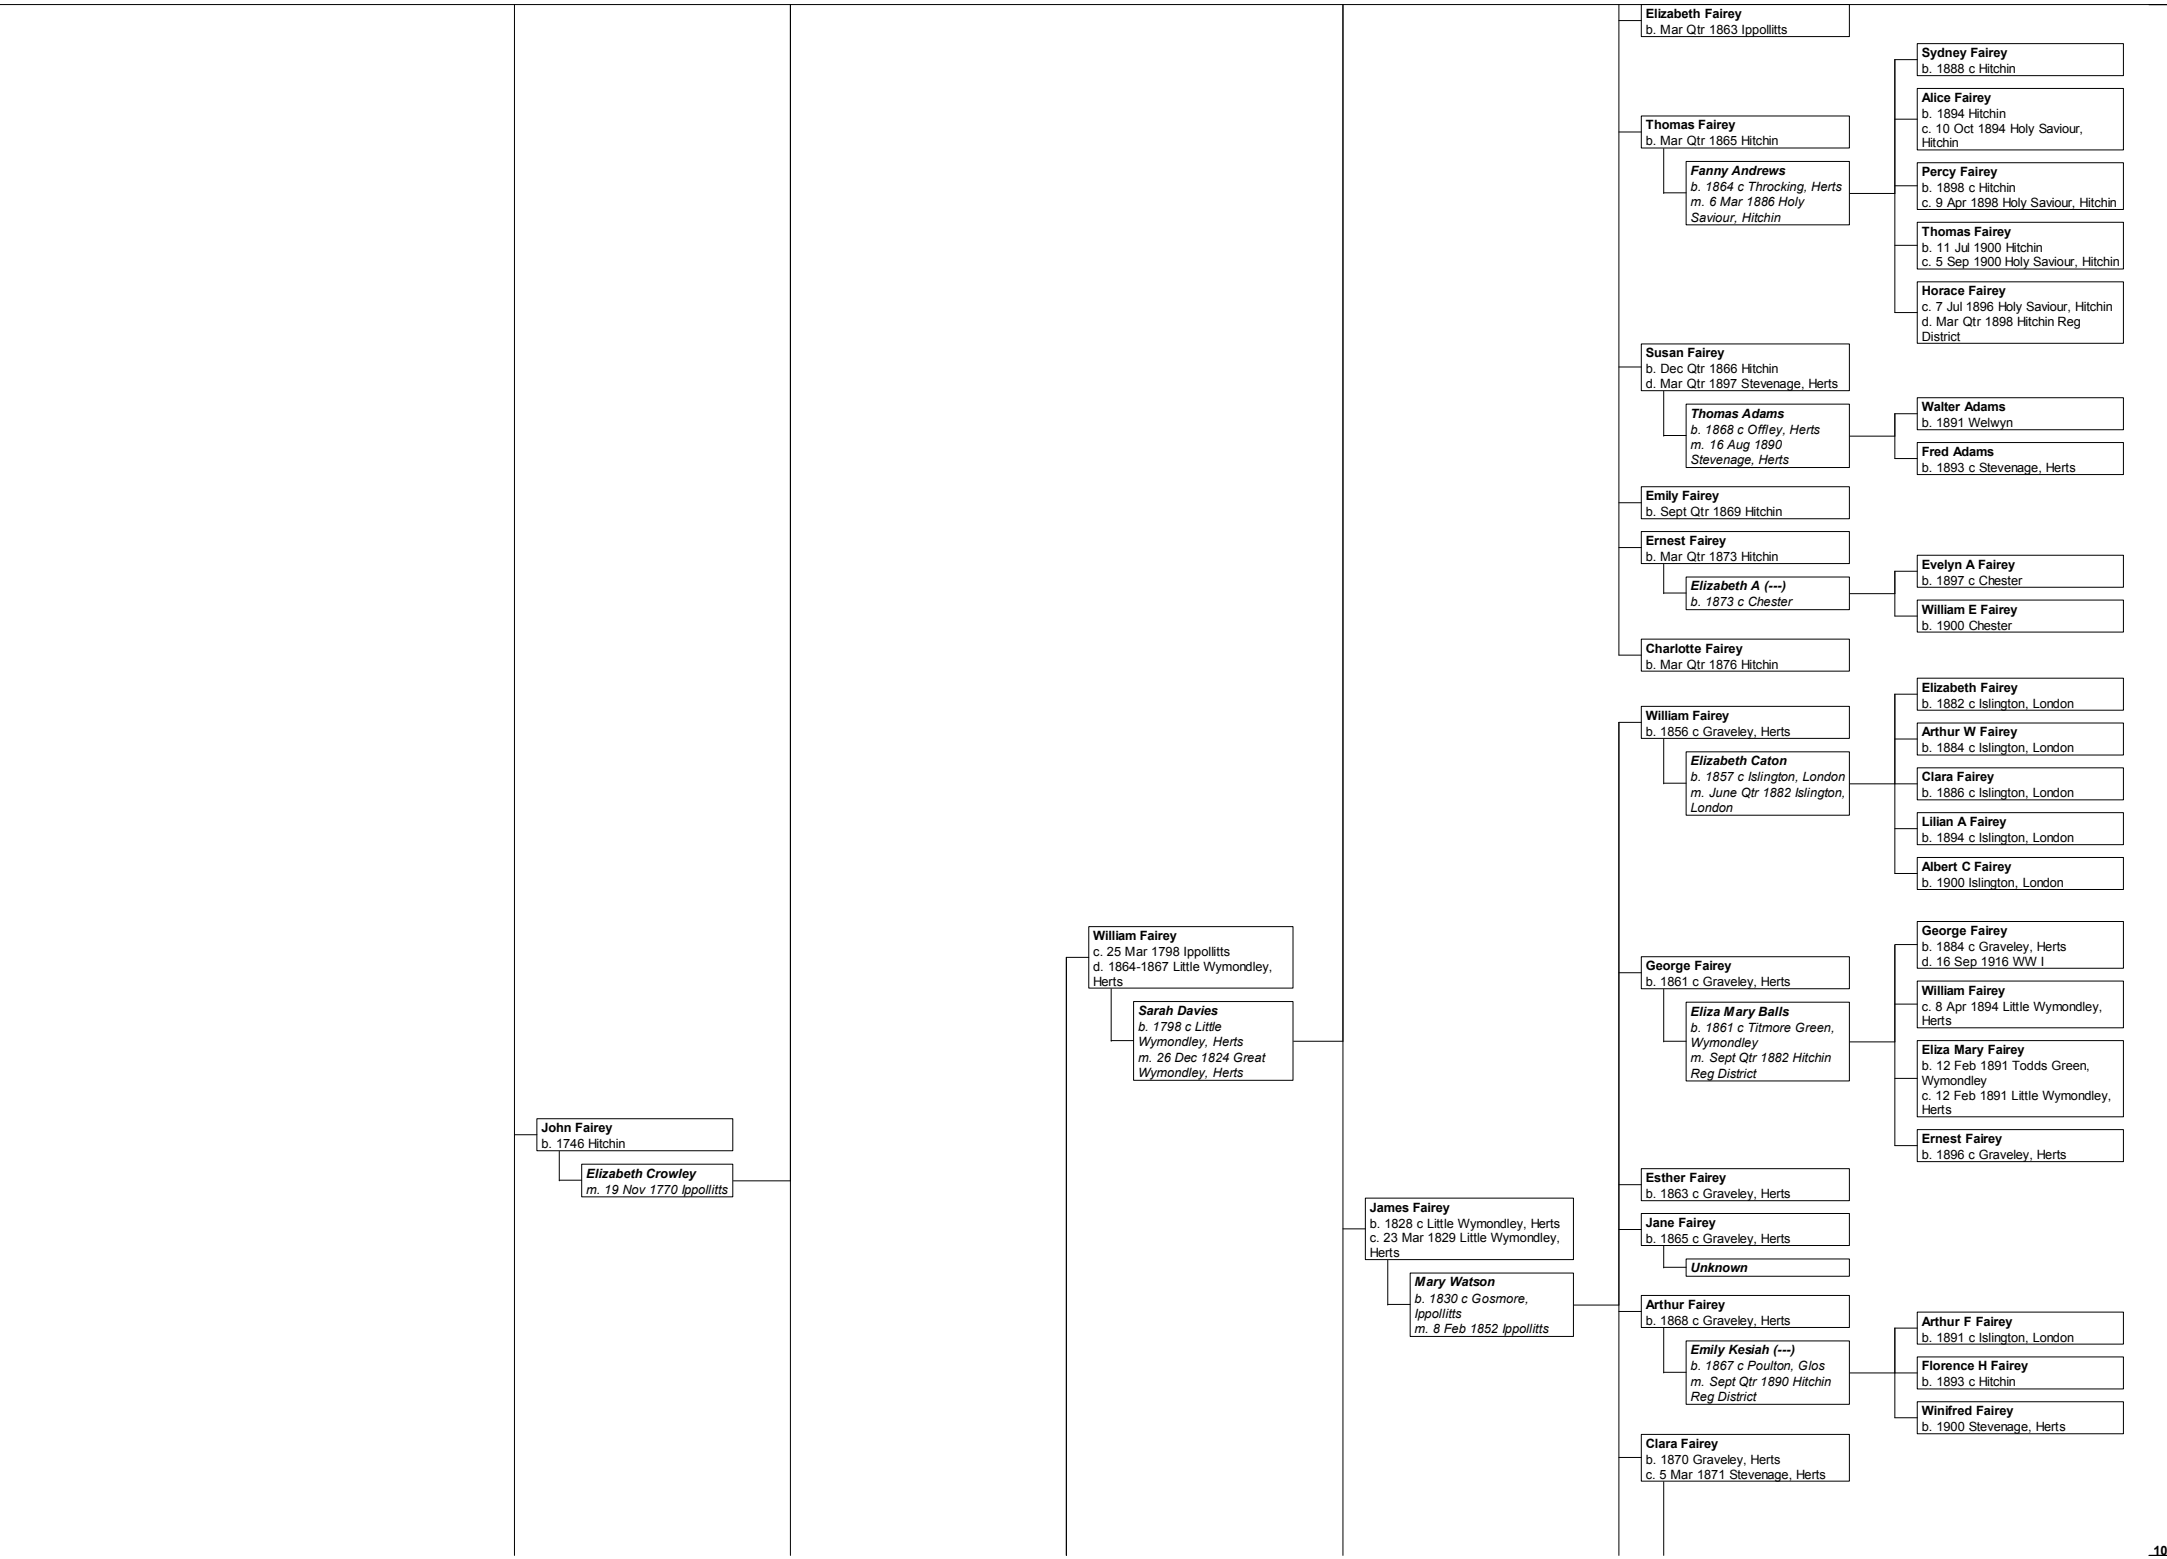 Elizabeth Fairey
b. Mar Qtr 1863 Ippollitts
Sydney Fairey
b. 1888 c Hitchin
Alice Fairey
b. 1894 Hitchin
c. 10 Oct 1894 Holy Saviour,
Hitchin
Thomas Fairey
b. Mar Qtr 1865 Hitchin
Fanny Andrews
b. 1864 c Throcking, Herts
m. 6 Mar 1886 Holy
Saviour, Hitchin
Percy Fairey
b. 1898 c Hitchin
c. 9 Apr 1898 Holy Saviour, Hitchin
Thomas Fairey
b. 11 Jul 1900 Hitchin
c. 5 Sep 1900 Holy Saviour, Hitchin
Horace Fairey
c. 7 Jul 1896 Holy Saviour, Hitchin
d. Mar Qtr 1898 Hitchin Reg
District
Susan Fairey
b. Dec Qtr 1866 Hitchin
d. Mar Qtr 1897 Stevenage, Herts
Thomas Adams
b. 1868 c Offley, Herts
m. 16 Aug 1890
Stevenage, Herts
Walter Adams
b. 1891 Welwyn
Fred Adams
b. 1893 c Stevenage, Herts
Emily Fairey
b. Sept Qtr 1869 Hitchin
Ernest Fairey
b. Mar Qtr 1873 Hitchin
Elizabeth A (---)
b. 1873 c Chester
Evelyn A Fairey
b. 1897 c Chester
William E Fairey
b. 1900 Chester
Charlotte Fairey
b. Mar Qtr 1876 Hitchin
Elizabeth Fairey
b. 1882 c Islington, London
William Fairey
b. 1856 c Graveley, Herts
Elizabeth Caton
b. 1857 c Islington, London
m. June Qtr 1882 Islington,
London
Arthur W Fairey
b. 1884 c Islington, London
Clara Fairey
b. 1886 c Islington, London
Lilian A Fairey
b. 1894 c Islington, London
Albert C Fairey
b. 1900 Islington, London
William Fairey
c. 25 Mar 1798 Ippollitts
d. 1864-1867 Little Wymondley,
Herts
Sarah Davies
b. 1798 c Little
Wymondley, Herts
m. 26 Dec 1824 Great
Wymondley, Herts
George Fairey
b. 1861 c Graveley, Herts
Eliza Mary Balls
b. 1861 c Titmore Green,
Wymondley
m. Sept Qtr 1882 Hitchin
Reg District
George Fairey
b. 1884 c Graveley, Herts
d. 16 Sep 1916 WW I
William Fairey
c. 8 Apr 1894 Little Wymondley,
Herts
Eliza Mary Fairey
b. 12 Feb 1891 Todds Green,
Wymondley
c. 12 Feb 1891 Little Wymondley,
Herts
Ernest Fairey
b. 1896 c Graveley, Herts
John Fairey
b. 1746 Hitchin
Elizabeth Crowley
m. 19 Nov 1770 Ippollitts
Esther Fairey
b. 1863 c Graveley, Herts
James Fairey
b. 1828 c Little Wymondley, Herts
c. 23 Mar 1829 Little Wymondley,
Herts
Mary Watson
b. 1830 c Gosmore,
Ippollitts
m. 8 Feb 1852 Ippollitts
Jane Fairey
b. 1865 c Graveley, Herts
Unknown
Arthur Fairey
b. 1868 c Graveley, Herts
Emily Kesiah (---)
b. 1867 c Poulton, Glos
m. Sept Qtr 1890 Hitchin
Reg District
Arthur F Fairey
b. 1891 c Islington, London
Florence H Fairey
b. 1893 c Hitchin
Winifred Fairey
b. 1900 Stevenage, Herts
Clara Fairey
b. 1870 Graveley, Herts
c. 5 Mar 1871 Stevenage, Herts
10